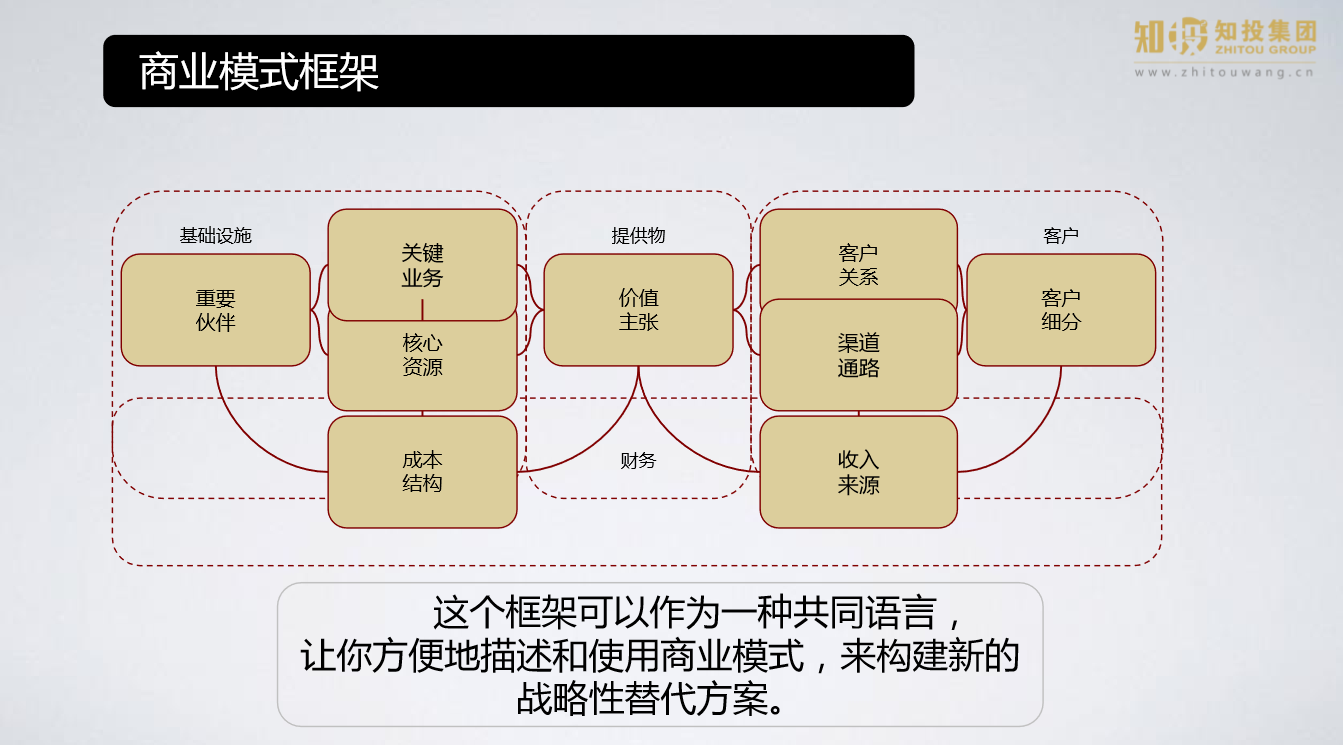 知投 知投集团
ZHITOU GROUP
www.zhitouwang.cn
商业模式框架
基础设施
提供物
客户
关键
业务
客户
关系
重要
伙伴
价值
主张
客户
细分
核心
资源
渠道
通路
成本
结构
财务
收入
来源
这个框架可以作为一种共同语言，
让你方便地描述和使用商业模式，来构建新的
战略性替代方案。